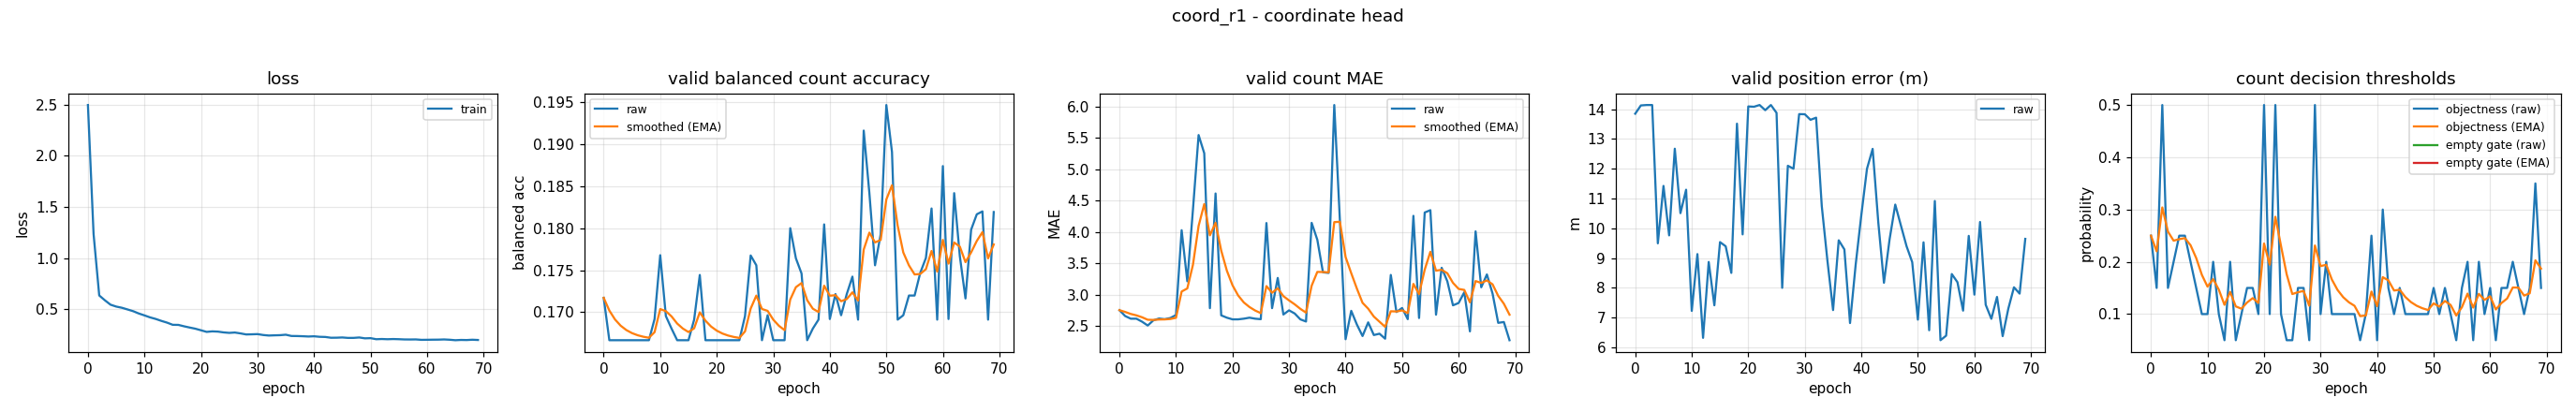 coord_r1 - coordinate head
loss
train
loss
2.5
2.0
1.5
1.0
0.5
0 10 20 30 40 50 60 70
epoch
valid balanced count accuracy
raw
smoothed (EMA)
balanced acc
0.195
0.190
0.185
0.180
0.175
0.170
0 10 20 30 40 50 60 70
epoch
valid count MAE
raw
smoothed (EMA)
MAE
6.0
5.5
5.0
4.5
4.0
3.5
3.0
2.5
0 10 20 30 40 50 60 70
epoch
valid position error (m)
raw
m
14
13
12
11
10
9
8
7
6
0 10 20 30 40 50 60 70
epoch
count decision thresholds
objectness (raw)
objectness (EMA)
empty gate (raw)
empty gate (EMA)
probability
0.5
0.4
0.3
0.2
0.1
0 10 20 30 40 50 60 70
epoch